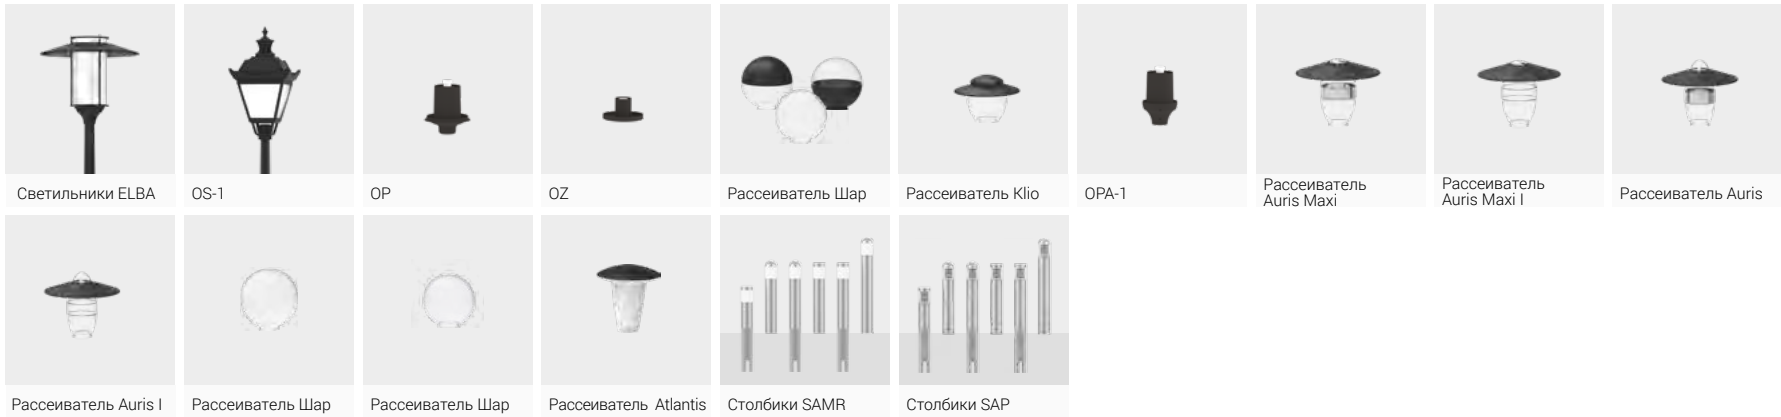 Светильники ELBA
OS-1
OP
OZ
Рассеиватель Шар
Рассеиватель Klio
OPA-1
Рассеиватель
Auris Maxi
Рассеиватель
Auris Maxi I
Рассеиватель Auris
Рассеиватель Auris I
Рассеиватель Шар
Рассеиватель Шар
Рассеиватель Atlantis
Столбики SAMR
Столбики SAP